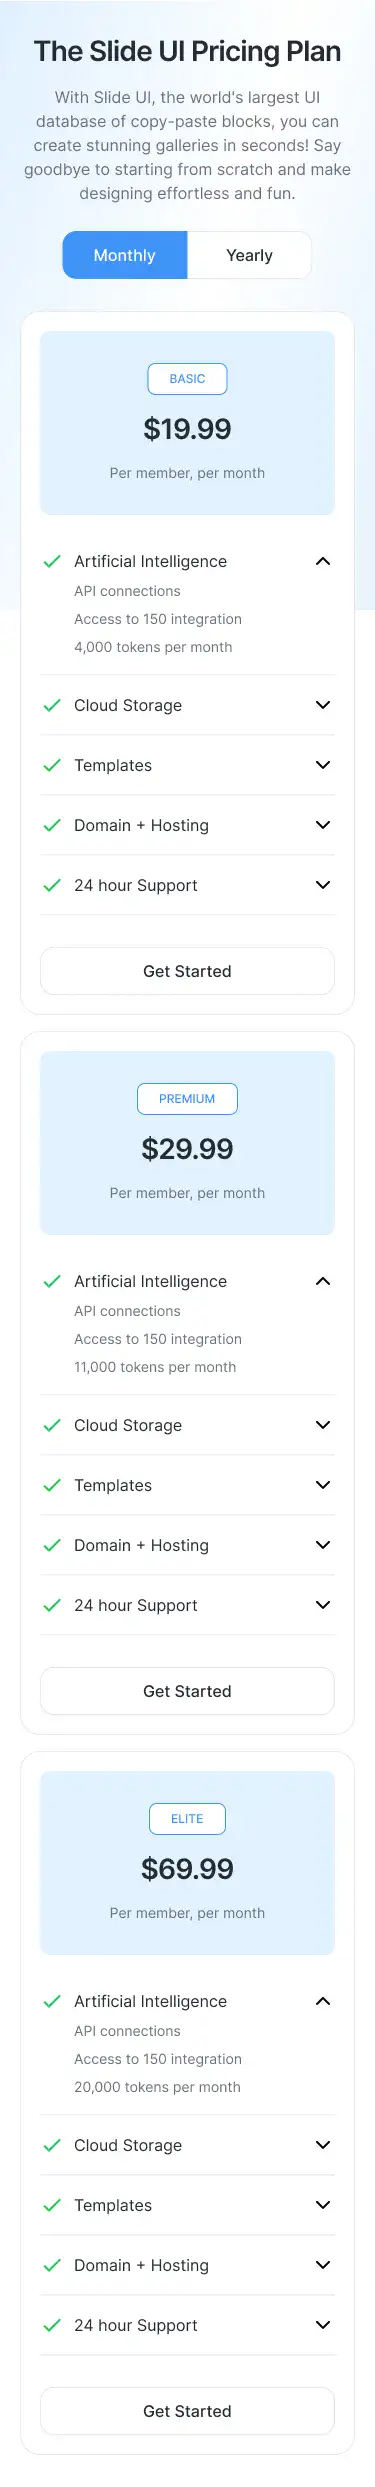 The Slide UI Pricing Plan
With Slide UI, the world's largest UI
database of copy-paste blocks, you can
create stunning galleries in seconds! Say
goodbye to starting from scratch and make
designing effortless and fun.
Monthly
Yearly
BASIC
$19.99
Per member, per month
Artificial Intelligence
API connections
Access to 150 integration
4,000 tokens per month
Cloud Storage
Templates
Domain + Hosting
24 hour Support
Get Started
PREMIUM
$29.99
Per member, per month
Artificial Intelligence
API connections
Access to 150 integration
11,000 tokens per month
Cloud Storage
Templates
Domain + Hosting
24 hour Support
Get Started
ELITE
$69.99
Per member, per month
Artificial Intelligence
API connections
Access to 150 integration
20,000 tokens per month
Cloud Storage
Templates
Domain + Hosting
24 hour Support
Get Started